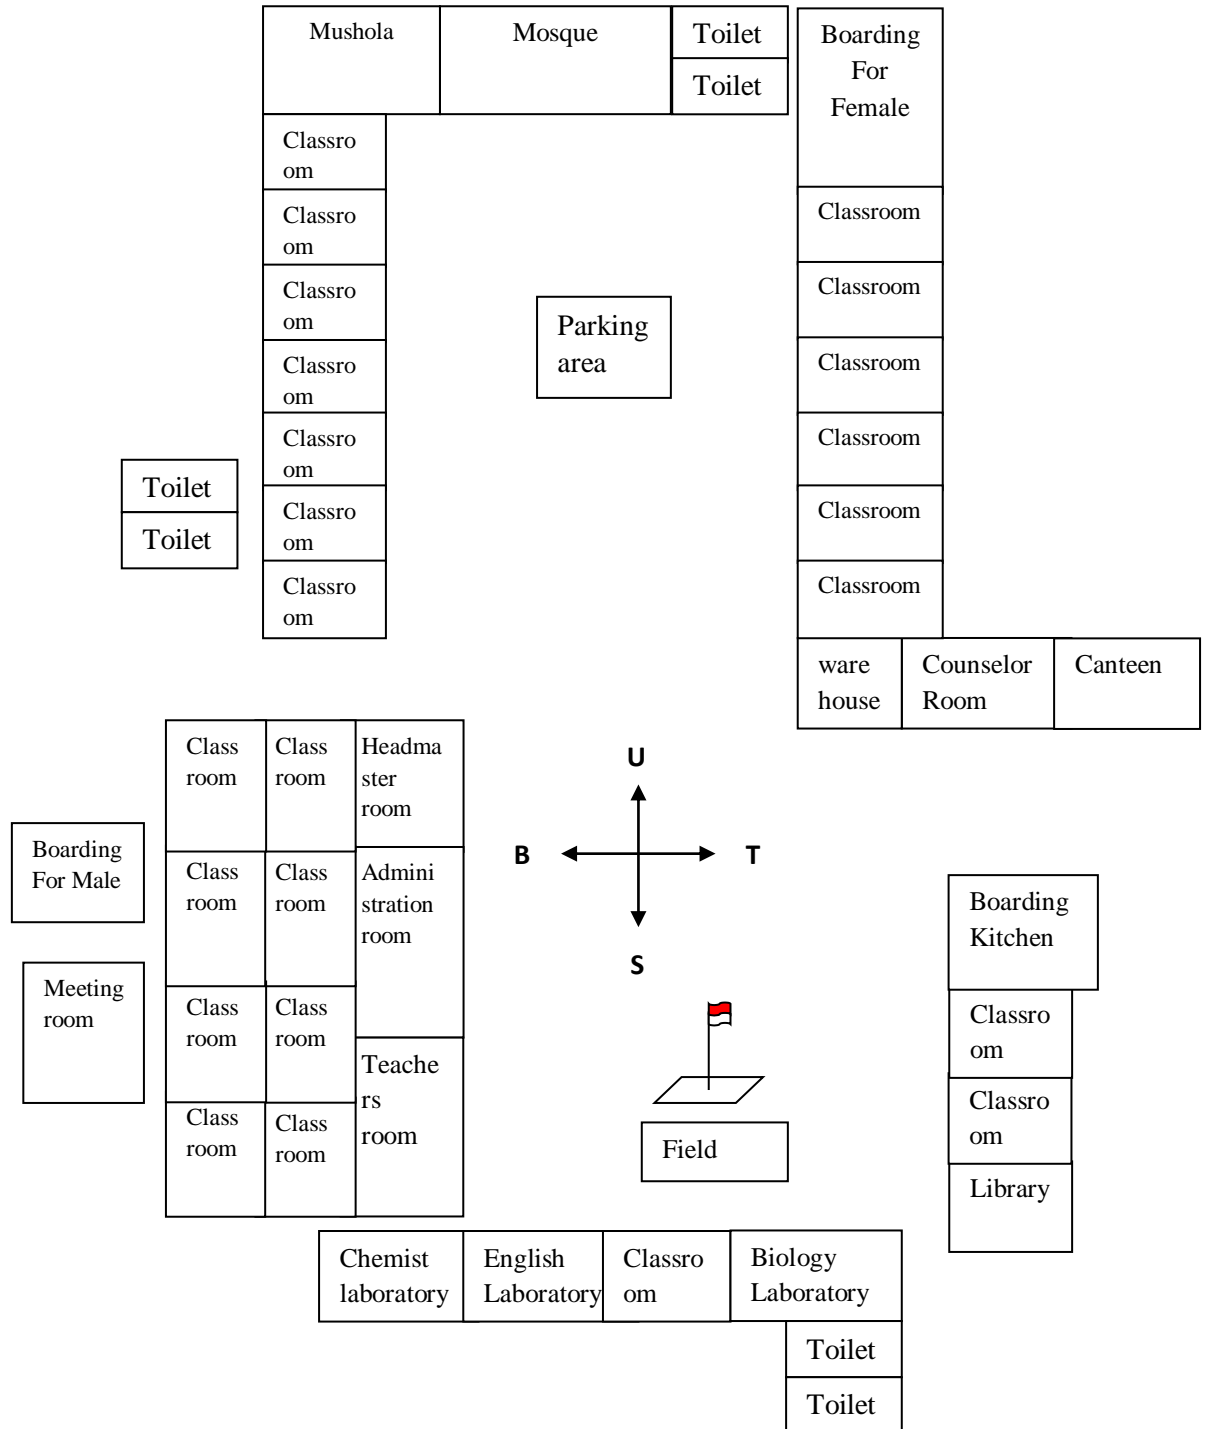 Mushola
Mosque
Toilet
Toilet
Boarding
For
Female
Classro
om
Classro
om
Classro
om
Classro
om
Classro
om
Classro
om
Classro
om
Parking
area
Classroom
Classroom
Classroom
Classroom
Classroom
Classroom
Toilet
Toilet
ware
house
Counselor
Room
Canteen
Class
room
Class
room
Headma
ster
room
Class
room
Class
room
Admini
stration
room
Class
room
Class
room
Teache
rs
room
Class
room
Class
room
Boarding
For Male
Meeting
room
U
B
T
S
Field
Boarding
Kitchen
Classro
om
Classro
om
Library
Chemist
laboratory
English
Laboratory
Classro
om
Biology
Laboratory
Toilet
Toilet